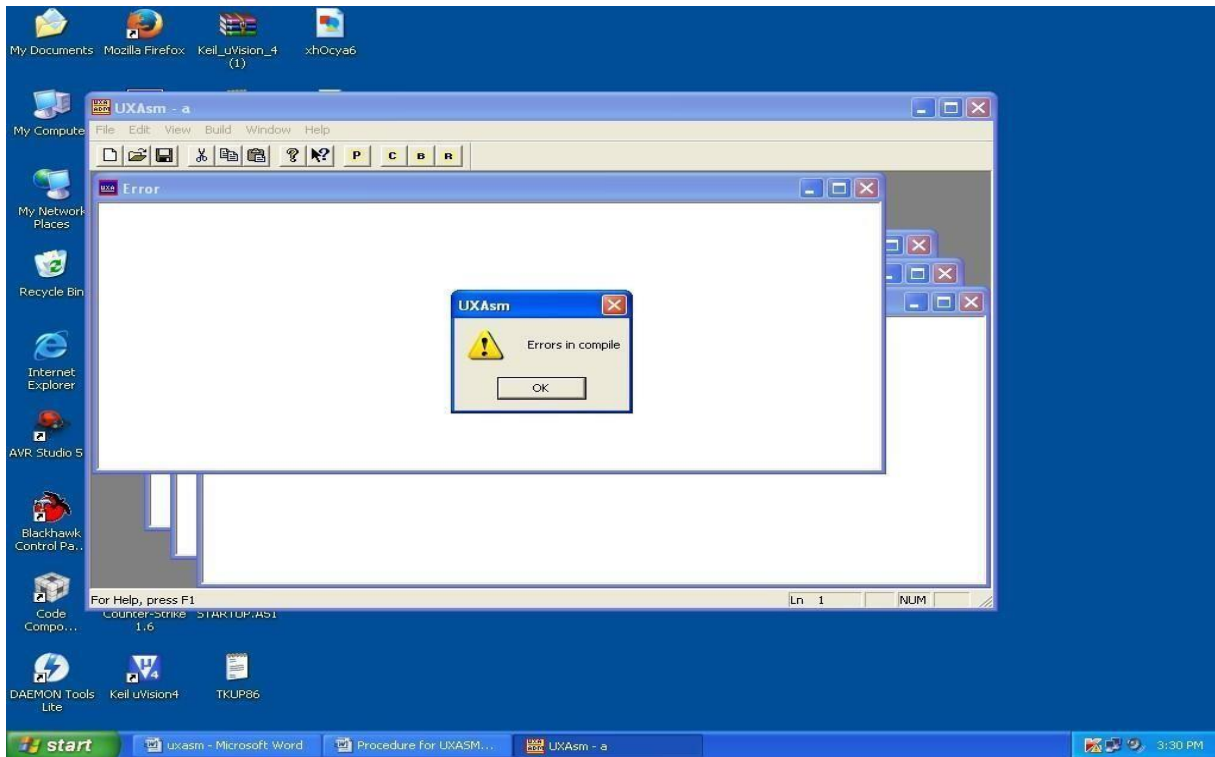 My Documents
Mozilla Firefox
Keil_uVision_4
(1)
xhOcya6
UXAsm - a
My Compute
File Edit View Build Window Help
P C B R
Error
My Network
Places
Recycle Bin
UXAsm
Errors in compile
OK
Internet
Explorer
AVR Studio 5
Blackhawk
Control Pa..
For Help, press F1
Ln 1
NUM
Code
Compo...
Counter-Strike
1.6
STARTUP.A51
DAEMON Tools
Lite
Keil uVision4
TKUP86
start
uxasm - Microsoft Word
Procedure for UXASM...
UXAsm - a
3:30 PM